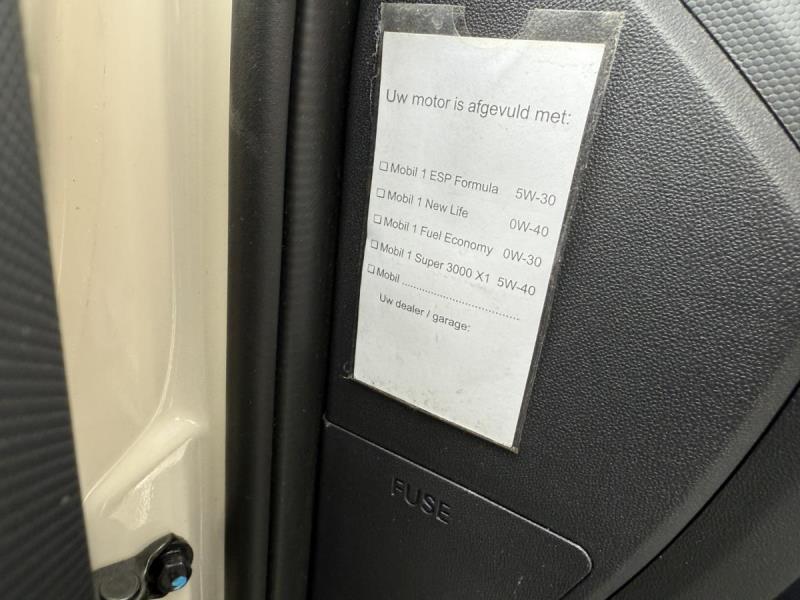 Uw motor is afgevuld met:
☐ Mobil 1 ESP Formula 5W-30
☐ Mobil 1 New Life 0W-40
☐ Mobil 1 Fuel Economy 0W-30
☐ Mobil 1 Super 3000 X1 5W-40
☐ Mobil ..............................
Uw dealer / garage:
FUSE